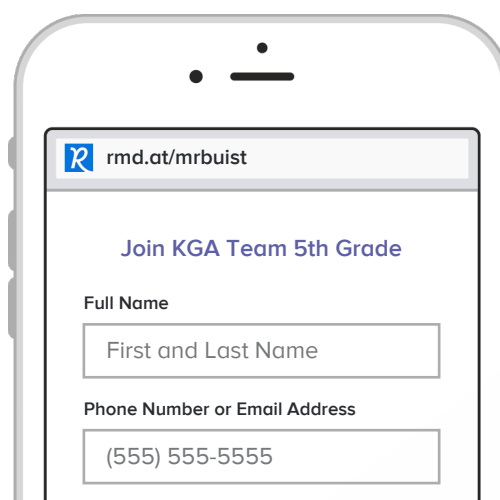 R rmd.at/mrbuist
Join KGA Team 5th Grade
Full Name
First and Last Name
Phone Number or Email Address
(555) 555-5555